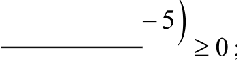 − 5) ≥ 0 ;